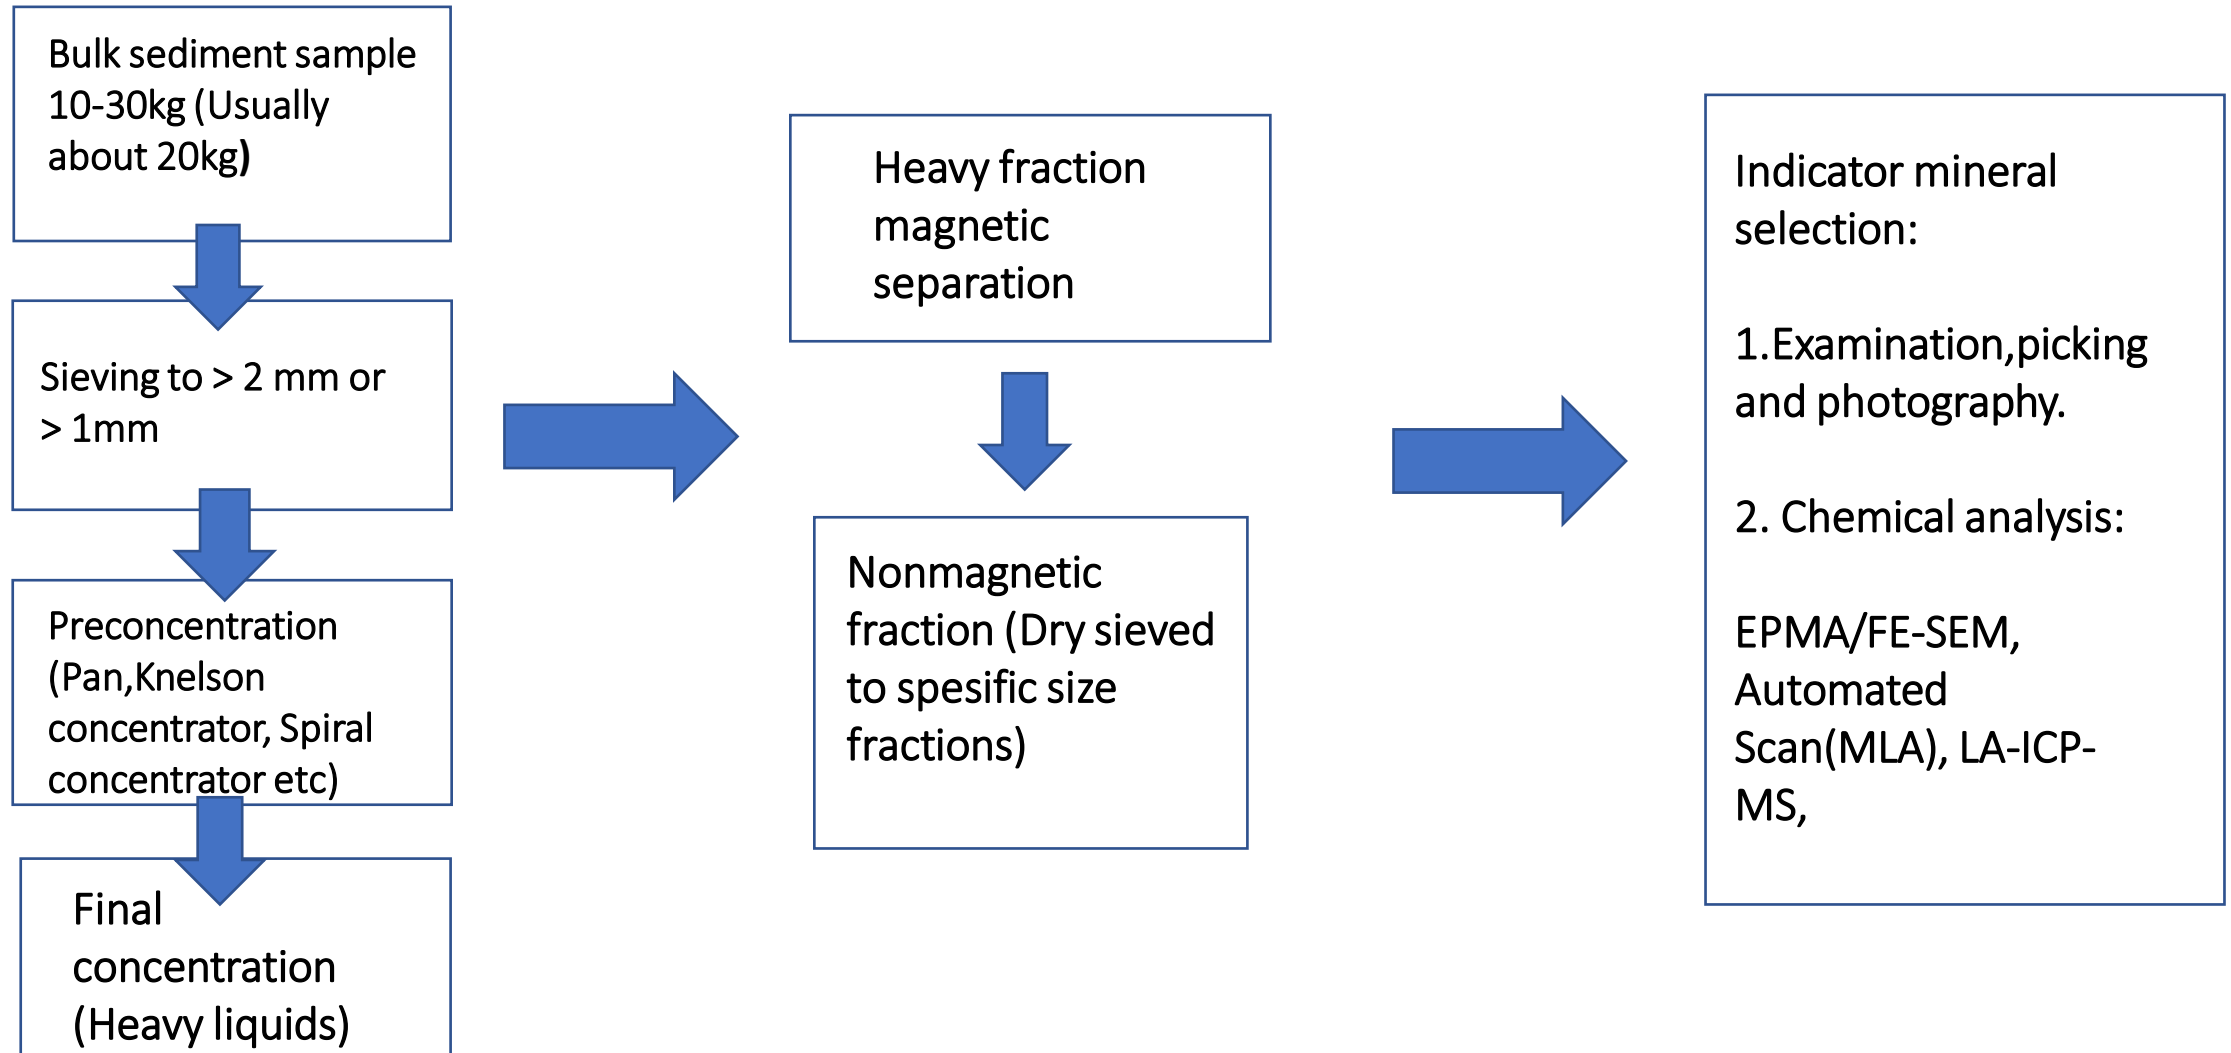 Bulk sediment sample
10-30kg (Usually
about 20kg)
Sieving to > 2 mm or
> 1mm
Preconcentration
(Pan,Knelson
concentrator, Spiral
concentrator etc)
Final
concentration
(Heavy liquids)
Heavy fraction
magnetic
separation
Nonmagnetic
fraction (Dry sieved
to spesific size
fractions)
Indicator mineral
selection:
1.Examination,picking
and photography.
2. Chemical analysis:
EPMA/FE-SEM,
Automated
Scan(MLA), LA-ICP-
MS,